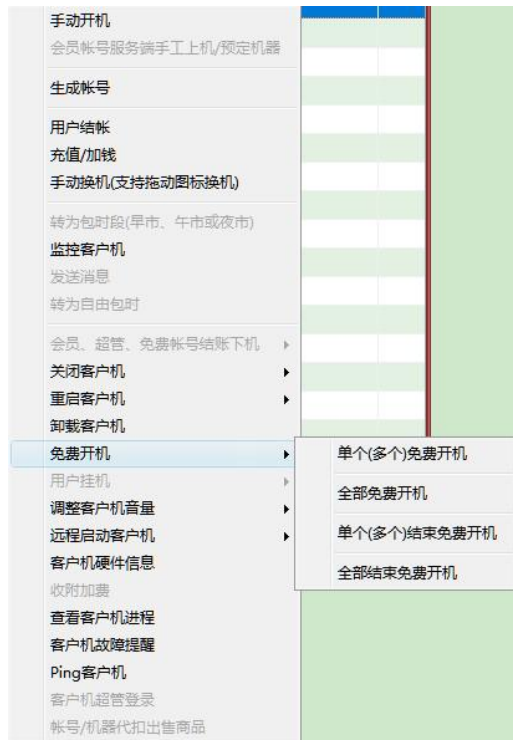 手动开机
会员帐号服务端手工上机/预定机器
生成帐号
用户结帐
充值/加钱
手动换机(支持拖动图标换机)
转为包时段(早市、午市或夜市)
监控客户机
发送消息
转为自由包时
会员、超管、免费帐号结账下机
关闭客户机
重启客户机
卸载客户机
免费开机
单个(多个)免费开机
用户挂机
全部免费开机
调整客户机音量
远程启动客户机
单个(多个)结束免费开机
客户机硬件信息
全部结束免费开机
收附加费
查看客户机进程
客户机故障提醒
Ping客户机
客户机超管登录
帐号/机器代扣出售商品